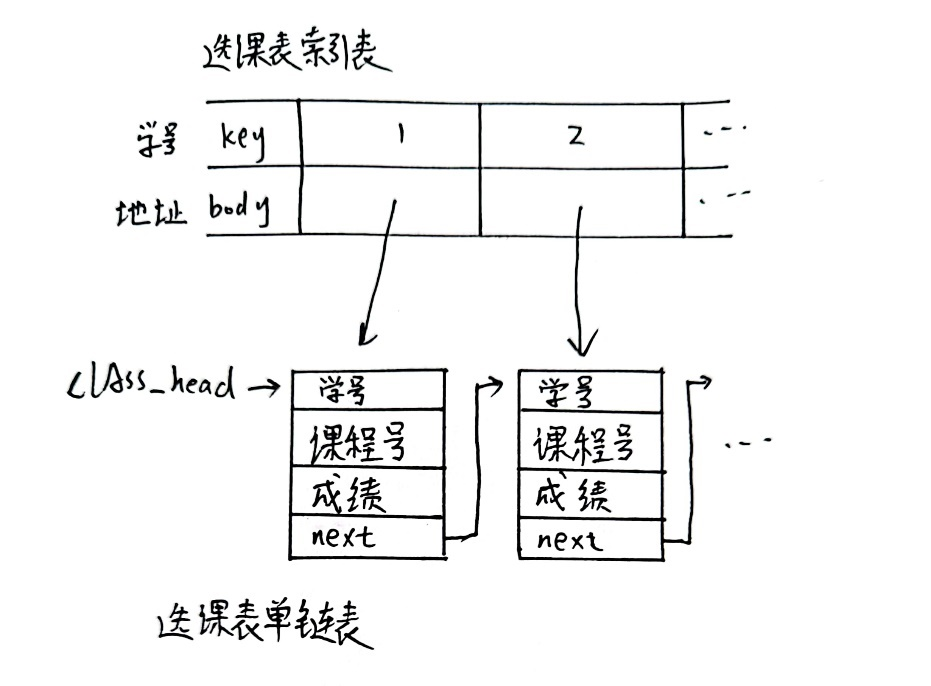 选课表索引表
学号 key 1 2 ...
地址 body ...
class_head → 学号 学号
课程号 课程号 ...
成绩 成绩
next next
选课表单链表